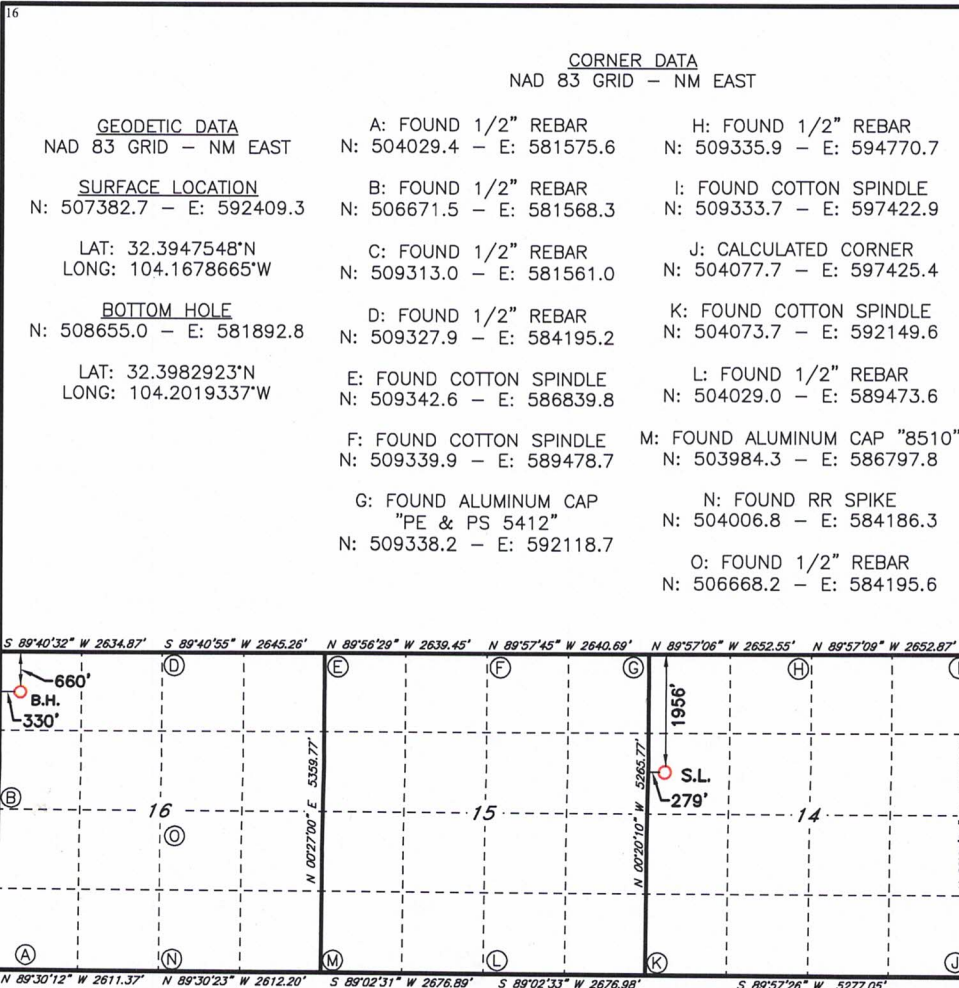 16
CORNER DATA
NAD 83 GRID – NM EAST
GEODETIC DATA
NAD 83 GRID – NM EAST
SURFACE LOCATION
N: 507382.7 – E: 592409.3
LAT: 32.3947548°N
LONG: 104.1678665°W
BOTTOM HOLE
N: 508655.0 – E: 581892.8
LAT: 32.3982923°N
LONG: 104.2019337°W
A: FOUND 1/2" REBAR
N: 504029.4 – E: 581575.6
B: FOUND 1/2" REBAR
N: 506671.5 – E: 581568.3
C: FOUND 1/2" REBAR
N: 509313.0 – E: 581561.0
D: FOUND 1/2" REBAR
N: 509327.9 – E: 584195.2
E: FOUND COTTON SPINDLE
N: 509342.6 – E: 586839.8
F: FOUND COTTON SPINDLE
N: 509339.9 – E: 589478.7
G: FOUND ALUMINUM CAP
"PE & PS 5412"
N: 509338.2 – E: 592118.7
H: FOUND 1/2" REBAR
N: 509335.9 – E: 594770.7
I: FOUND COTTON SPINDLE
N: 509333.7 – E: 597422.9
J: CALCULATED CORNER
N: 504077.7 – E: 597425.4
K: FOUND COTTON SPINDLE
N: 504073.7 – E: 592149.6
L: FOUND 1/2" REBAR
N: 504029.0 – E: 589473.6
M: FOUND ALUMINUM CAP "8510"
N: 503984.3 – E: 586797.8
N: FOUND RR SPIKE
N: 504006.8 – E: 584186.3
O: FOUND 1/2" REBAR
N: 506668.2 – E: 584195.6
S 89°40'32" W 2634.87' S 89°40'55" W 2645.26' N 89°56'29" W 2639.45' N 89°57'45" W 2640.69' N 89°57'06" W 2652.55' N 89°57'09" W 2652.87'
D E F G H I
660'
B.H.
330'
1956'
S.L.
279'
N 00°27'00" E 5359.77'
N 00°20'10" W 5265.77'
B
16 15 14
O
A N M L K J
N 89°30'12" W 2611.37' N 89°30'23" W 2612.20' S 89°02'31" W 2676.89' S 89°02'33" W 2676.98' S 89°57'26" W 5277.05'